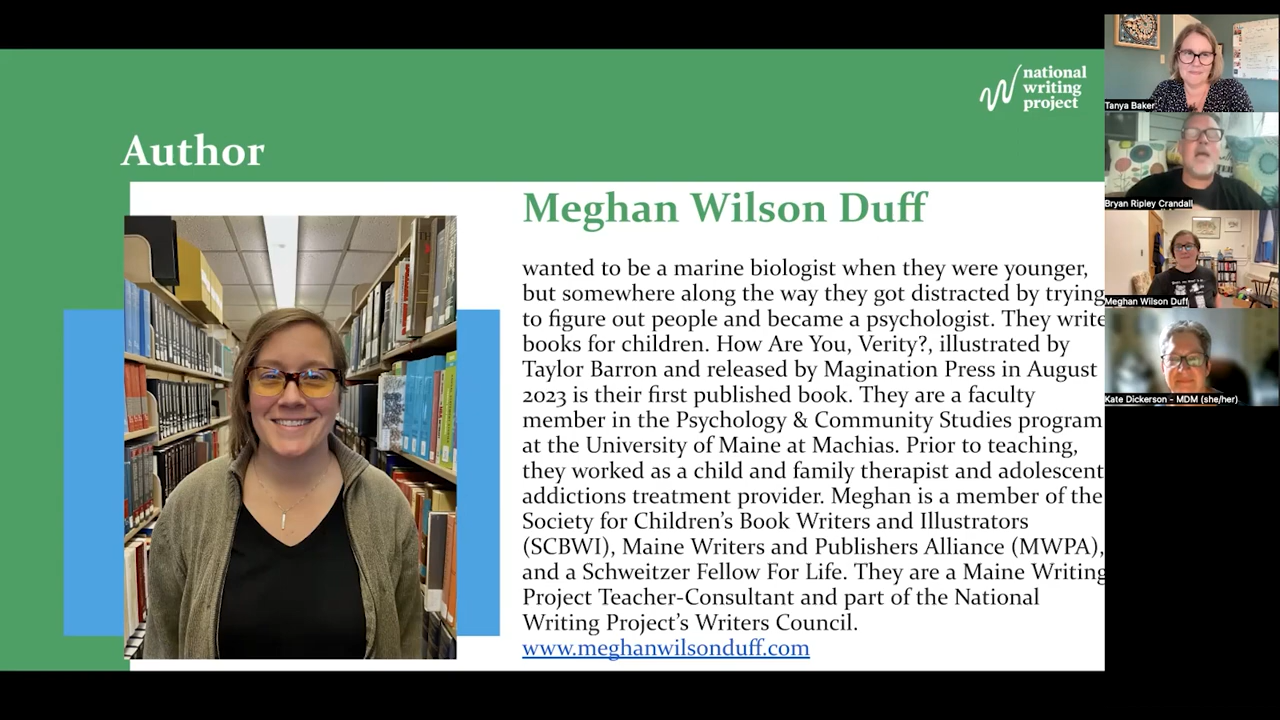 national
writing
project
Author
Meghan Wilson Duff
wanted to be a marine biologist when they were younger,
but somewhere along the way they got distracted by trying
to figure out people and became a psychologist. They write
books for children. How Are You, Verity?, illustrated by
Taylor Barron and released by Magination Press in August
2023 is their first published book. They are a faculty
member in the Psychology & Community Studies program
at the University of Maine at Machias. Prior to teaching,
they worked as a child and family therapist and adolescent
addictions treatment provider. Meghan is a member of the
Society for Children's Book Writers and Illustrators
(SCBWI), Maine Writers and Publishers Alliance (MWPA),
and a Schweitzer Fellow For Life. They are a Maine Writing
Project Teacher-Consultant and part of the National
Writing Project's Writers Council.
www.meghanwilsonduff.com
Tanya Baker
Bryan Ripley Crandall
Meghan Wilson Duff
Kate Dickerson - MDM (she/her)